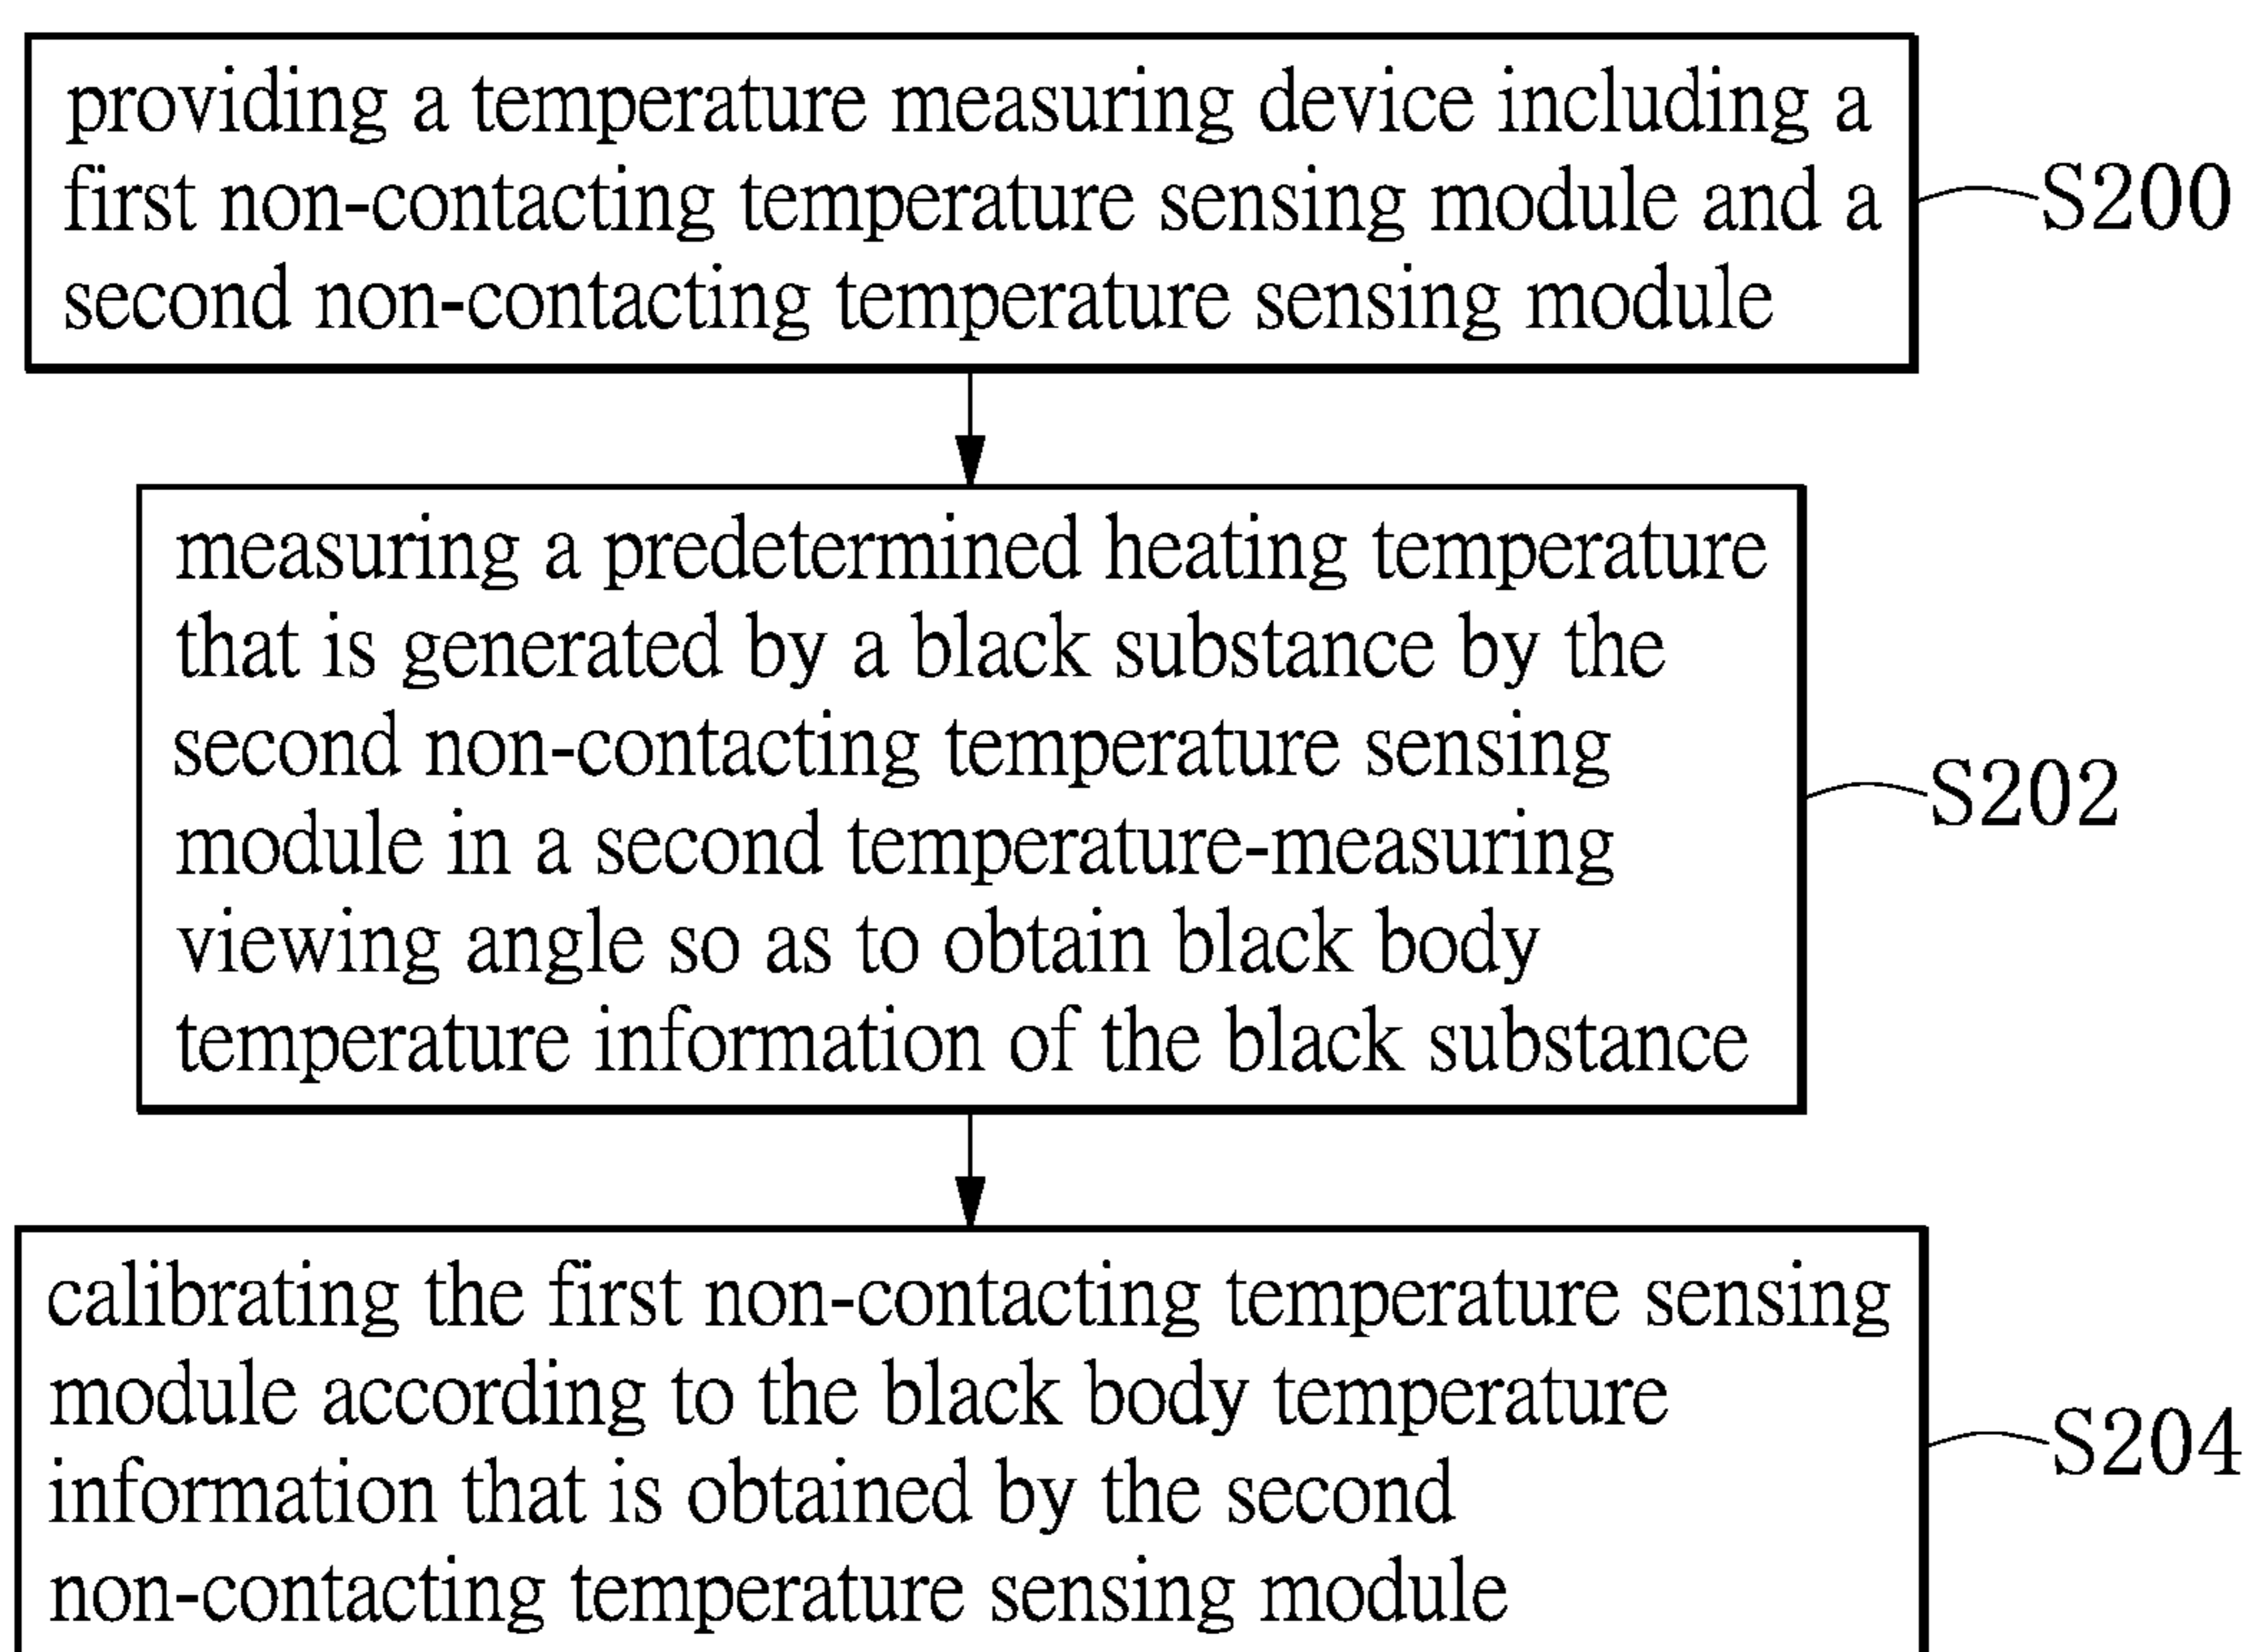 providing a temperature measuring device including a
first non-contacting temperature sensing module and a
second non-contacting temperature sensing module
S200
measuring a predetermined heating temperature
that is generated by a black substance by the
second non-contacting temperature sensing
module in a second temperature-measuring
viewing angle so as to obtain black body
temperature information of the black substance
S202
calibrating the first non-contacting temperature sensing
module according to the black body temperature
information that is obtained by the second
non-contacting temperature sensing module
S204